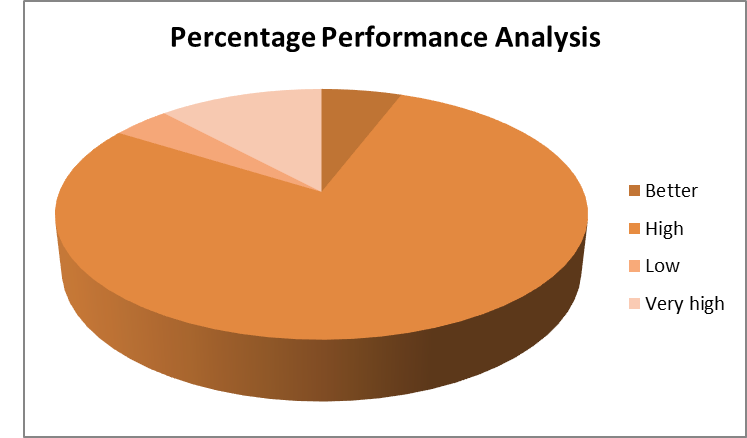 Percentage Performance Analysis
Better
High
Low
Very high